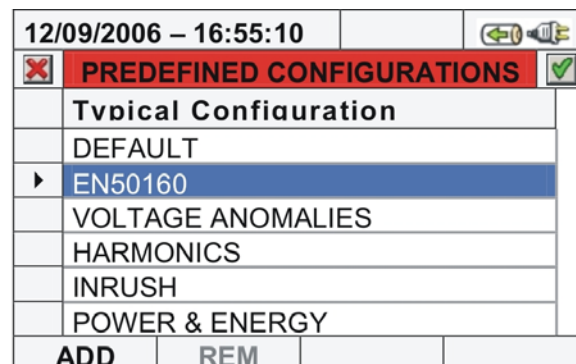 12/09/2006 – 16:55:10
PREDEFINED CONFIGURATIONS
Typical Configuration
DEFAULT
EN50160
VOLTAGE ANOMALIES
HARMONICS
INRUSH
POWER & ENERGY
ADD REM